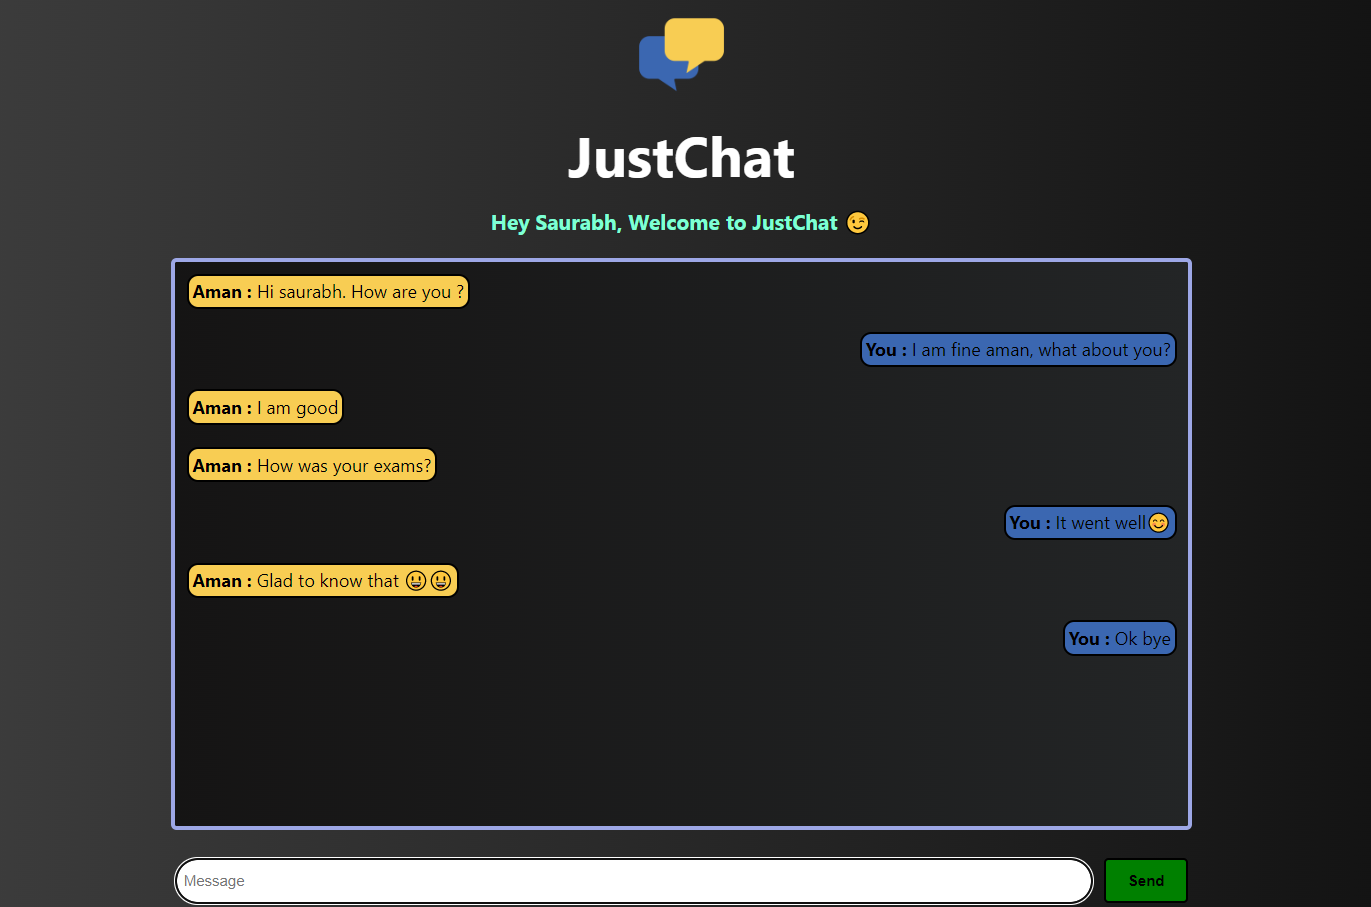 JustChat
Hey Saurabh, Welcome to JustChat 😉
Aman : Hi saurabh. How are you ?
You : I am fine aman, what about you?
Aman : I am good
Aman : How was your exams?
You : It went well😊
Aman : Glad to know that 😃😃
You : Ok bye
Message
Send